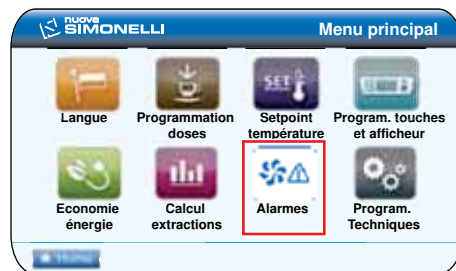 nuova
SIMONELLI
Menu principal
SET
Langue
Programmation
doses
Setpoint
température
Program. touches
et afficheur
Economie
énergie
Calcul
extractions
Alarmes
Program.
Techniques
Home